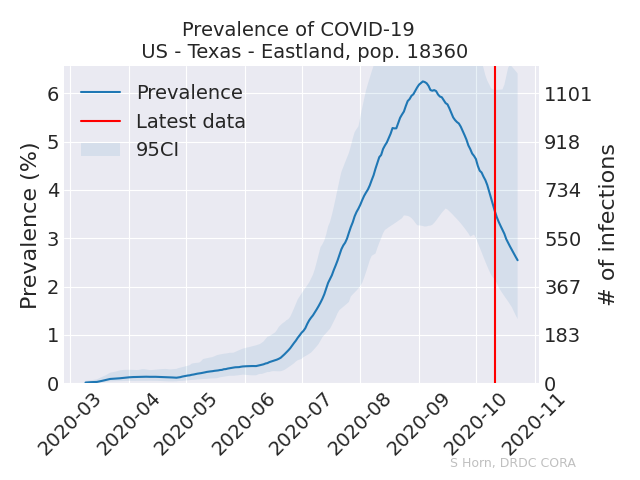 Prevalence of COVID-19
US - Texas - Eastland, pop. 18360
Prevalence
Latest data
95CI
Prevalence (%)
6
5
4
3
2
1
0
# of infections
1101
918
734
550
367
183
0
2020-03
2020-04
2020-05
2020-06
2020-07
2020-08
2020-09
2020-10
2020-11
S Horn, DRDC CORA